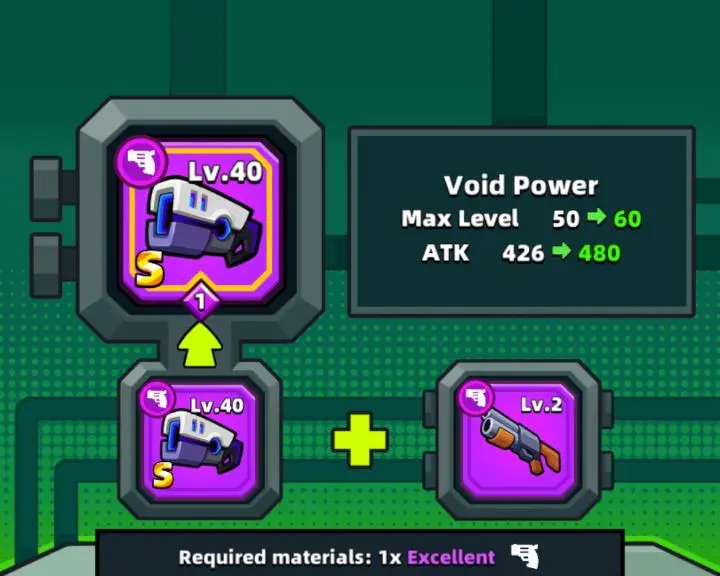 Lv.40
S
1
Void Power
Max Level 50 → 60
ATK 426 → 480
Lv.40
S
Lv.2
Required materials: 1x Excellent